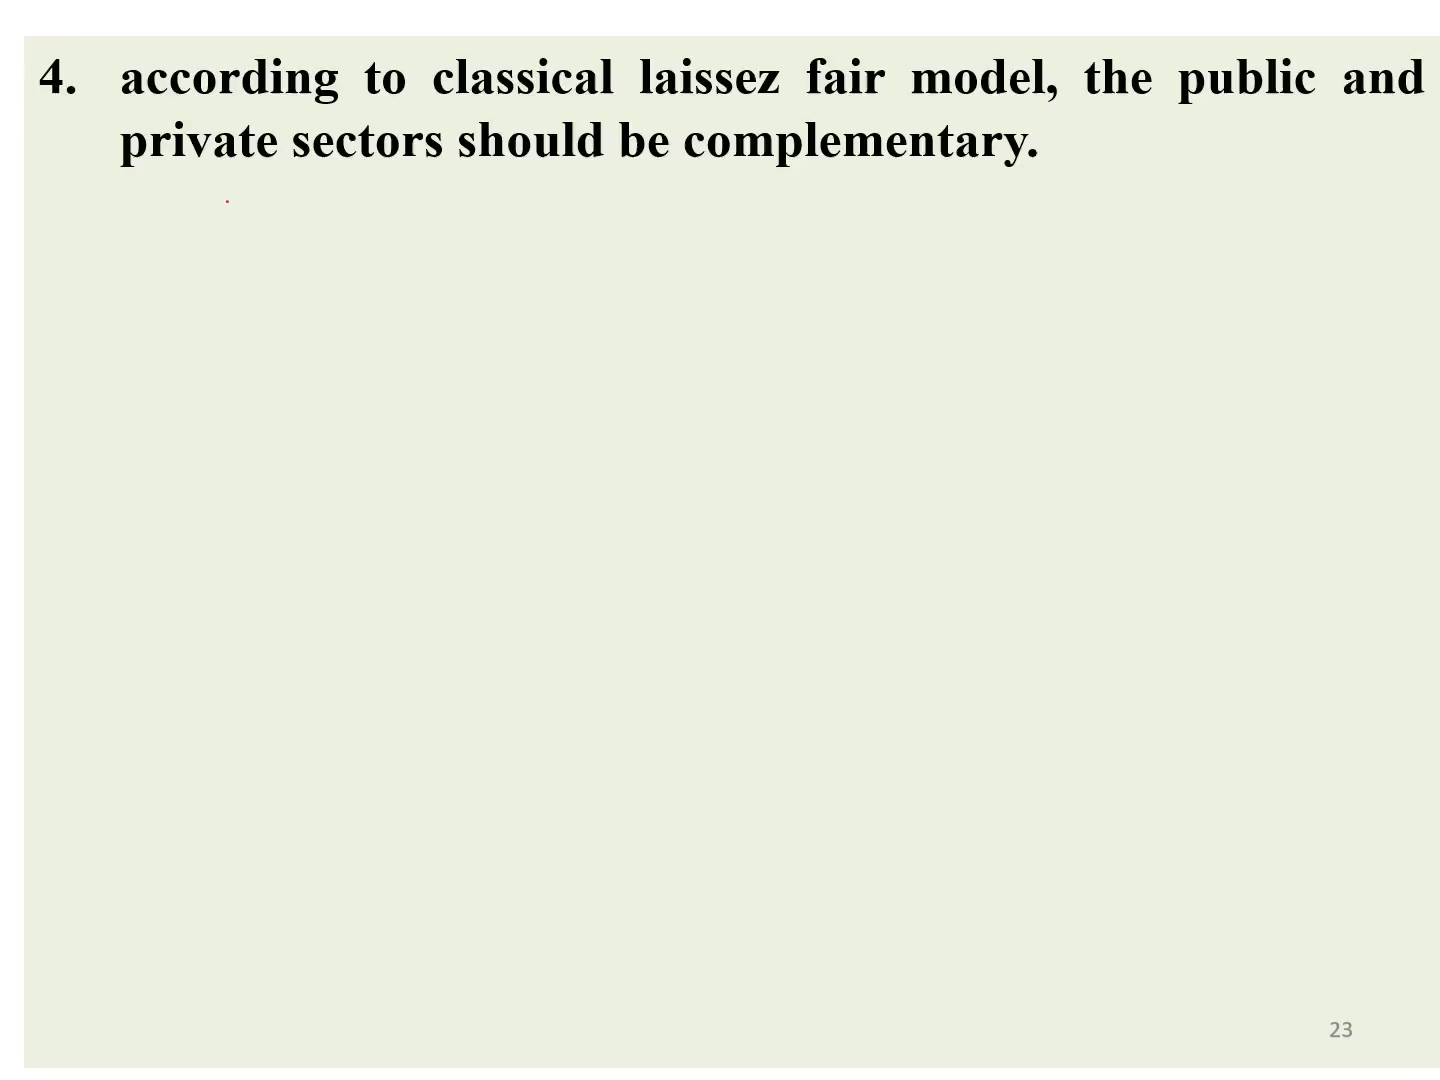 4. according to classical laissez fair model, the public and
private sectors should be complementary.
23